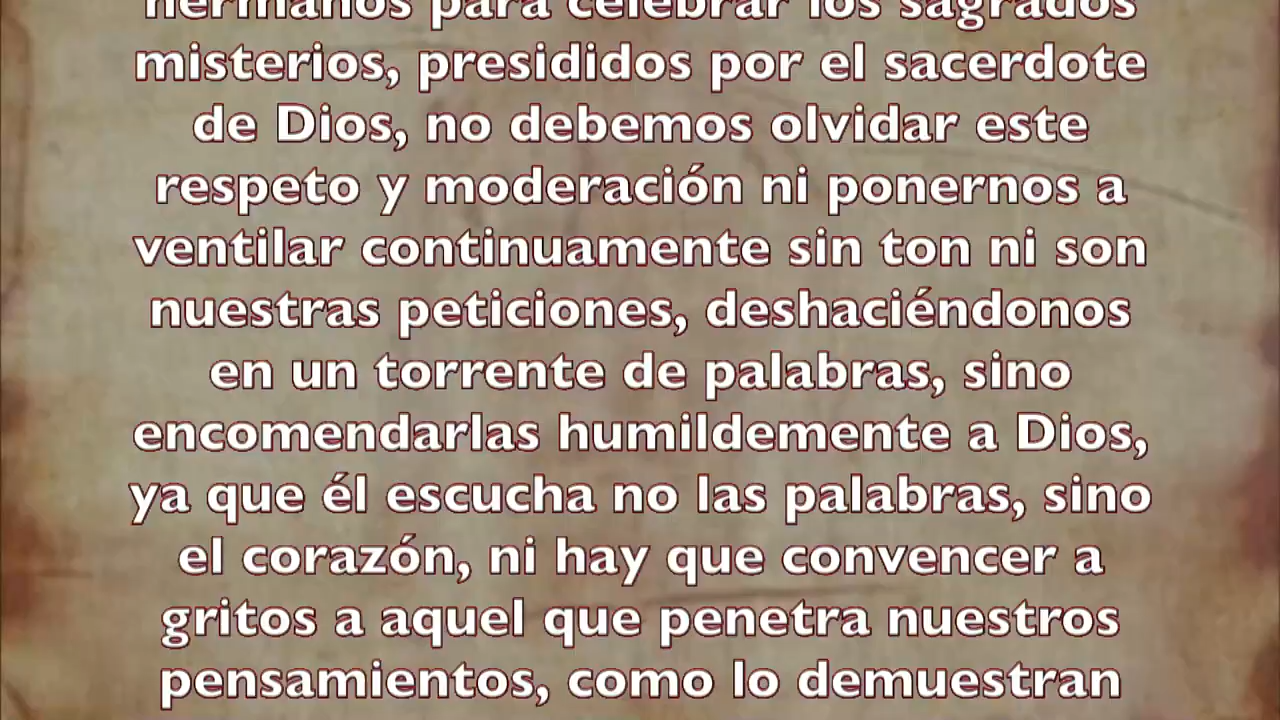 hermanos para celebrar los sagrados
misterios, presididos por el sacerdote
de Dios, no debemos olvidar este
respeto y moderación ni ponernos a
ventilar continuamente sin ton ni son
nuestras peticiones, deshaciéndonos
en un torrente de palabras, sino
encomendarlas humildemente a Dios,
ya que él escucha no las palabras, sino
el corazón, ni hay que convencer a
gritos a aquel que penetra nuestros
pensamientos, como lo demuestran